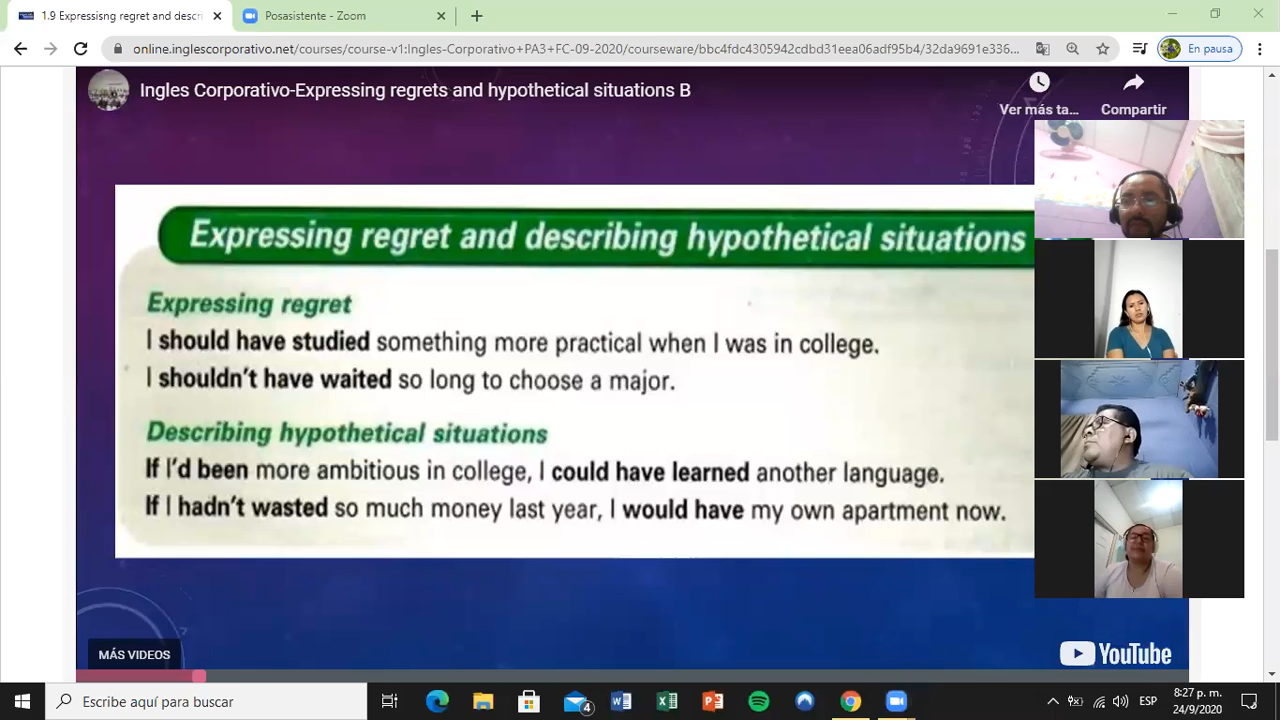 1.9 Expressisng regret and descri
Posasistente - Zoom
online.inglescorporativo.net/courses/course-v1:Ingles-Corporativo+PA3+FC-09-2020/courseware/bbc4fdc4305942cdbd31eea06adf95b4/32da9691e336...
En pausa
Ingles Corporativo-Expressing regrets and hypothetical situations B
Ver más ta...
Compartir
Expressing regret and describing hypothetical situations
Expressing regret
I should have studied something more practical when I was in college.
I shouldn't have waited so long to choose a major.
Describing hypothetical situations
If I'd been more ambitious in college, I could have learned another language.
If I hadn't wasted so much money last year, I would have my own apartment now.
MÁS VIDEOS
YouTube
Escribe aquí para buscar
4
ESP
8:27 p. m.
24/9/2020